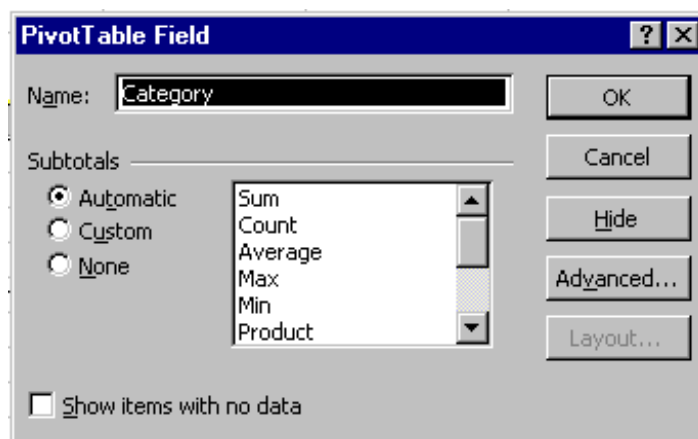 PivotTable Field
Name: Category
OK
Subtotals
Cancel
Automatic
Custom
None
Sum
Count
Average
Max
Min
Product
Hide
Advanced...
Layout...
Show items with no data